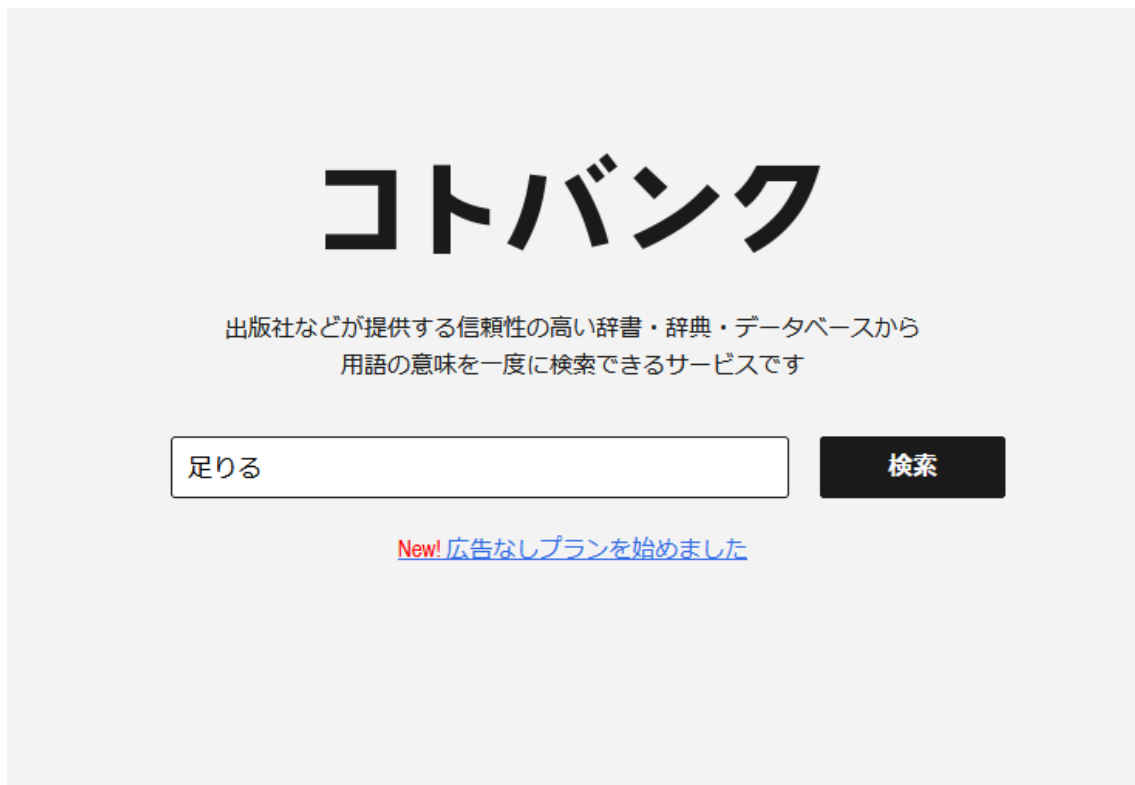 コトバンク
出版社などが提供する信頼性の高い辞書・辞典・データベースから
用語の意味を一度に検索できるサービスです
足りる
検索
New! 広告なしプランを始めました